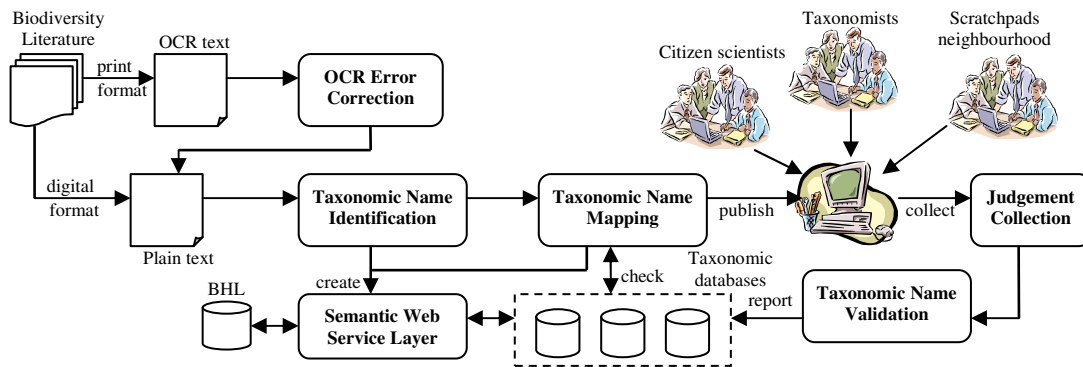 Biodiversity
Literature
OCR text
print
format
OCR Error
Correction
Citizen scientists
Taxonomists
Scratchpads
neighbourhood
digital
format
Plain text
Taxonomic Name
Identification
Taxonomic Name
Mapping
publish
collect
Judgement
Collection
create
check
Taxonomic
databases
report
Taxonomic Name
Validation
BHL
Semantic Web
Service Layer